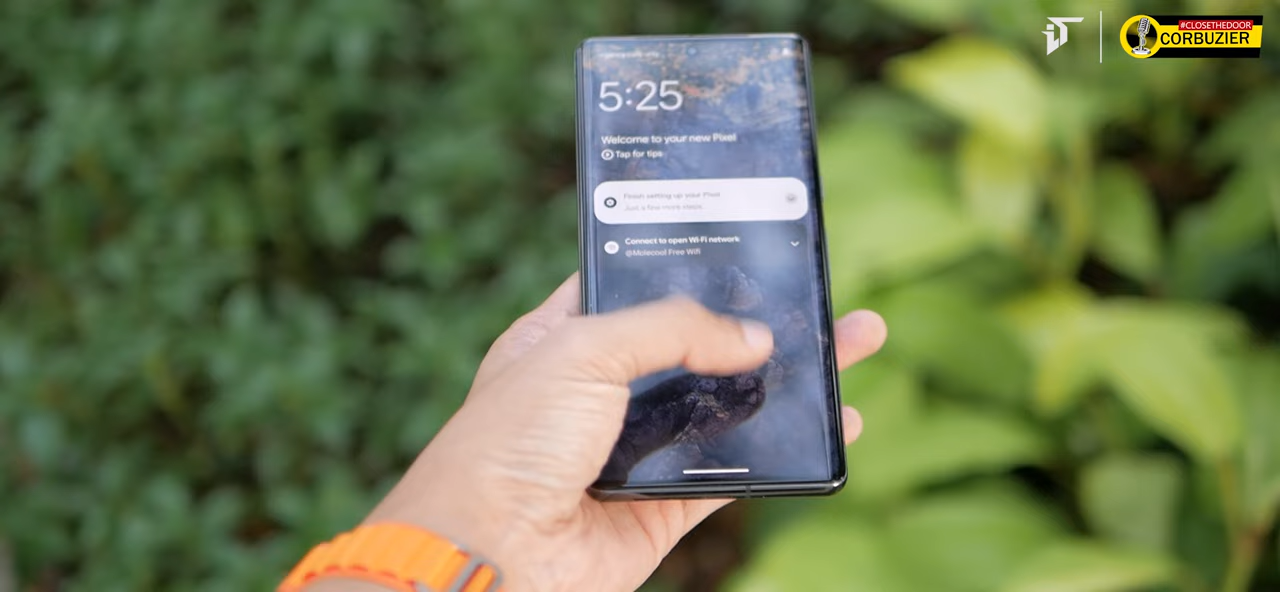 #CLOSETHEDOOR
CORBUZIER
5:25
Welcome to your new Pixel
Tap for tips
Finish setting up your Pixel
Just a few more steps
Connect to open Wi-Fi network
@Molecool Free Wifi